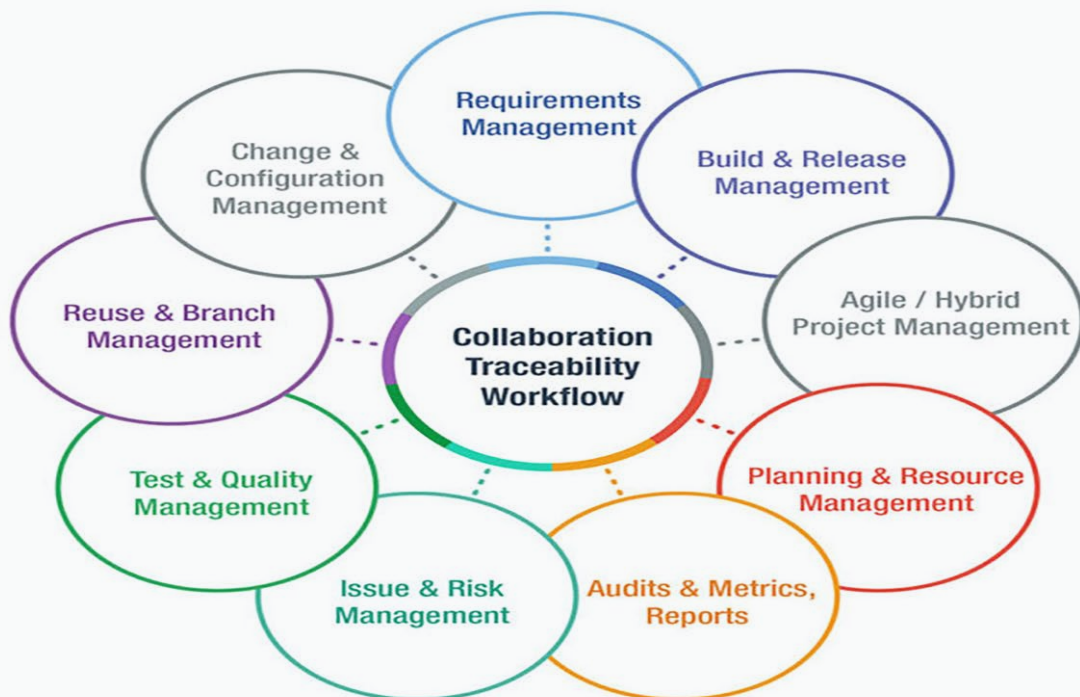 Requirements
Management
Build & Release
Management
Agile / Hybrid
Project Management
Planning & Resource
Management
Audits & Metrics,
Reports
Issue & Risk
Management
Test & Quality
Management
Reuse & Branch
Management
Change &
Configuration
Management
Collaboration
Traceability
Workflow